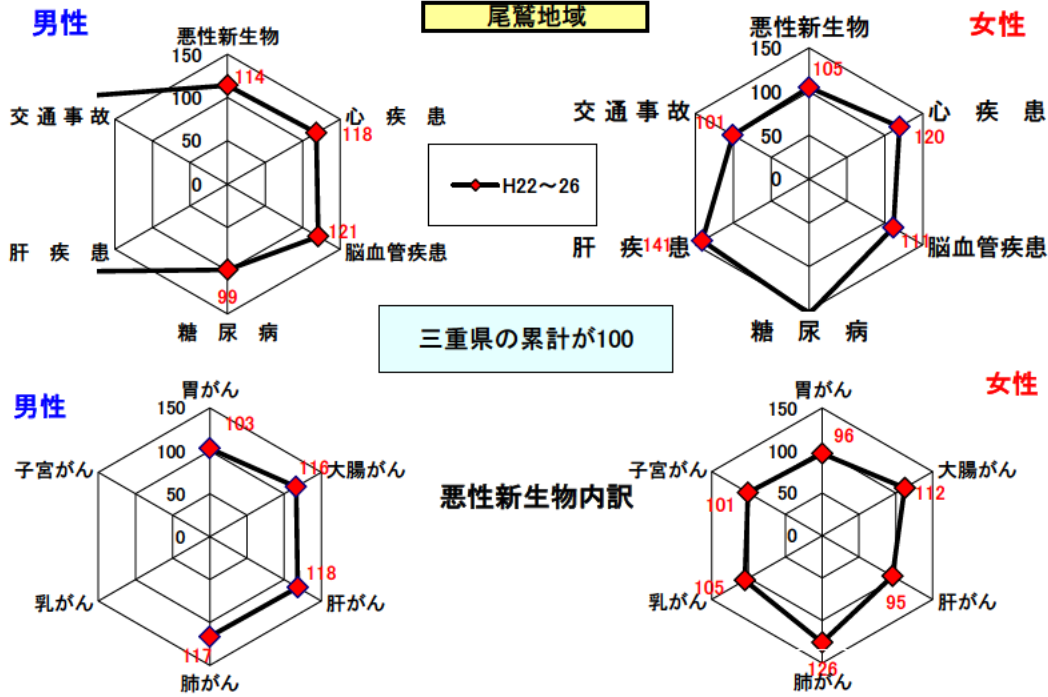 尾鷲地域
男性
悪性新生物
150
114
100
50
0
交通事故
心疾患
118
肝疾患
121
脳血管疾患
99
糖尿病
H22～26
女性
悪性新生物
150
105
100
50
0
交通事故
101
心疾患
120
肝疾患
141
111
脳血管疾患
糖尿病
三重県の累計が100
男性
胃がん
150
103
100
50
0
子宮がん
116
大腸がん
乳がん
118
肝がん
117
肺がん
悪性新生物内訳
女性
胃がん
150
96
100
50
0
子宮がん
101
大腸がん
112
乳がん
105
95
肝がん
126
肺がん